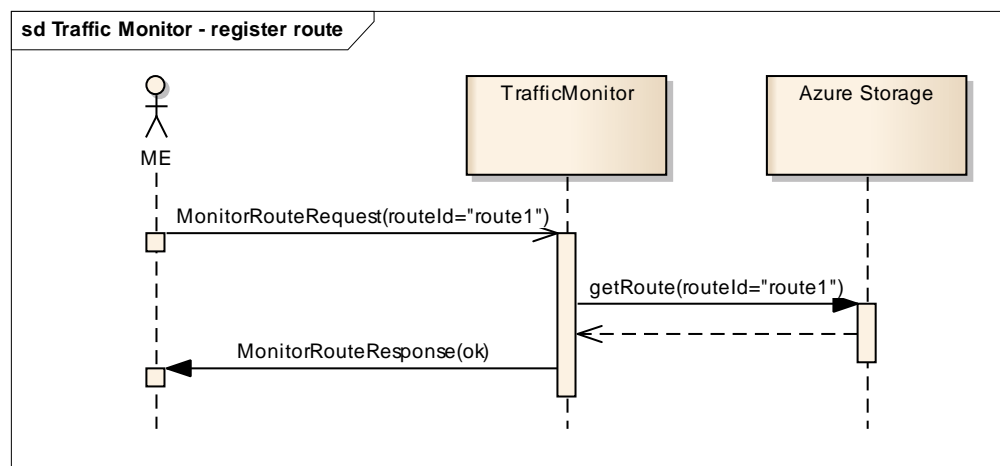 sd Traffic Monitor - register route
TrafficMonitor
Azure Storage
ME
MonitorRouteRequest(routeId="route1")
getRoute(routeId="route1")
MonitorRouteResponse(ok)